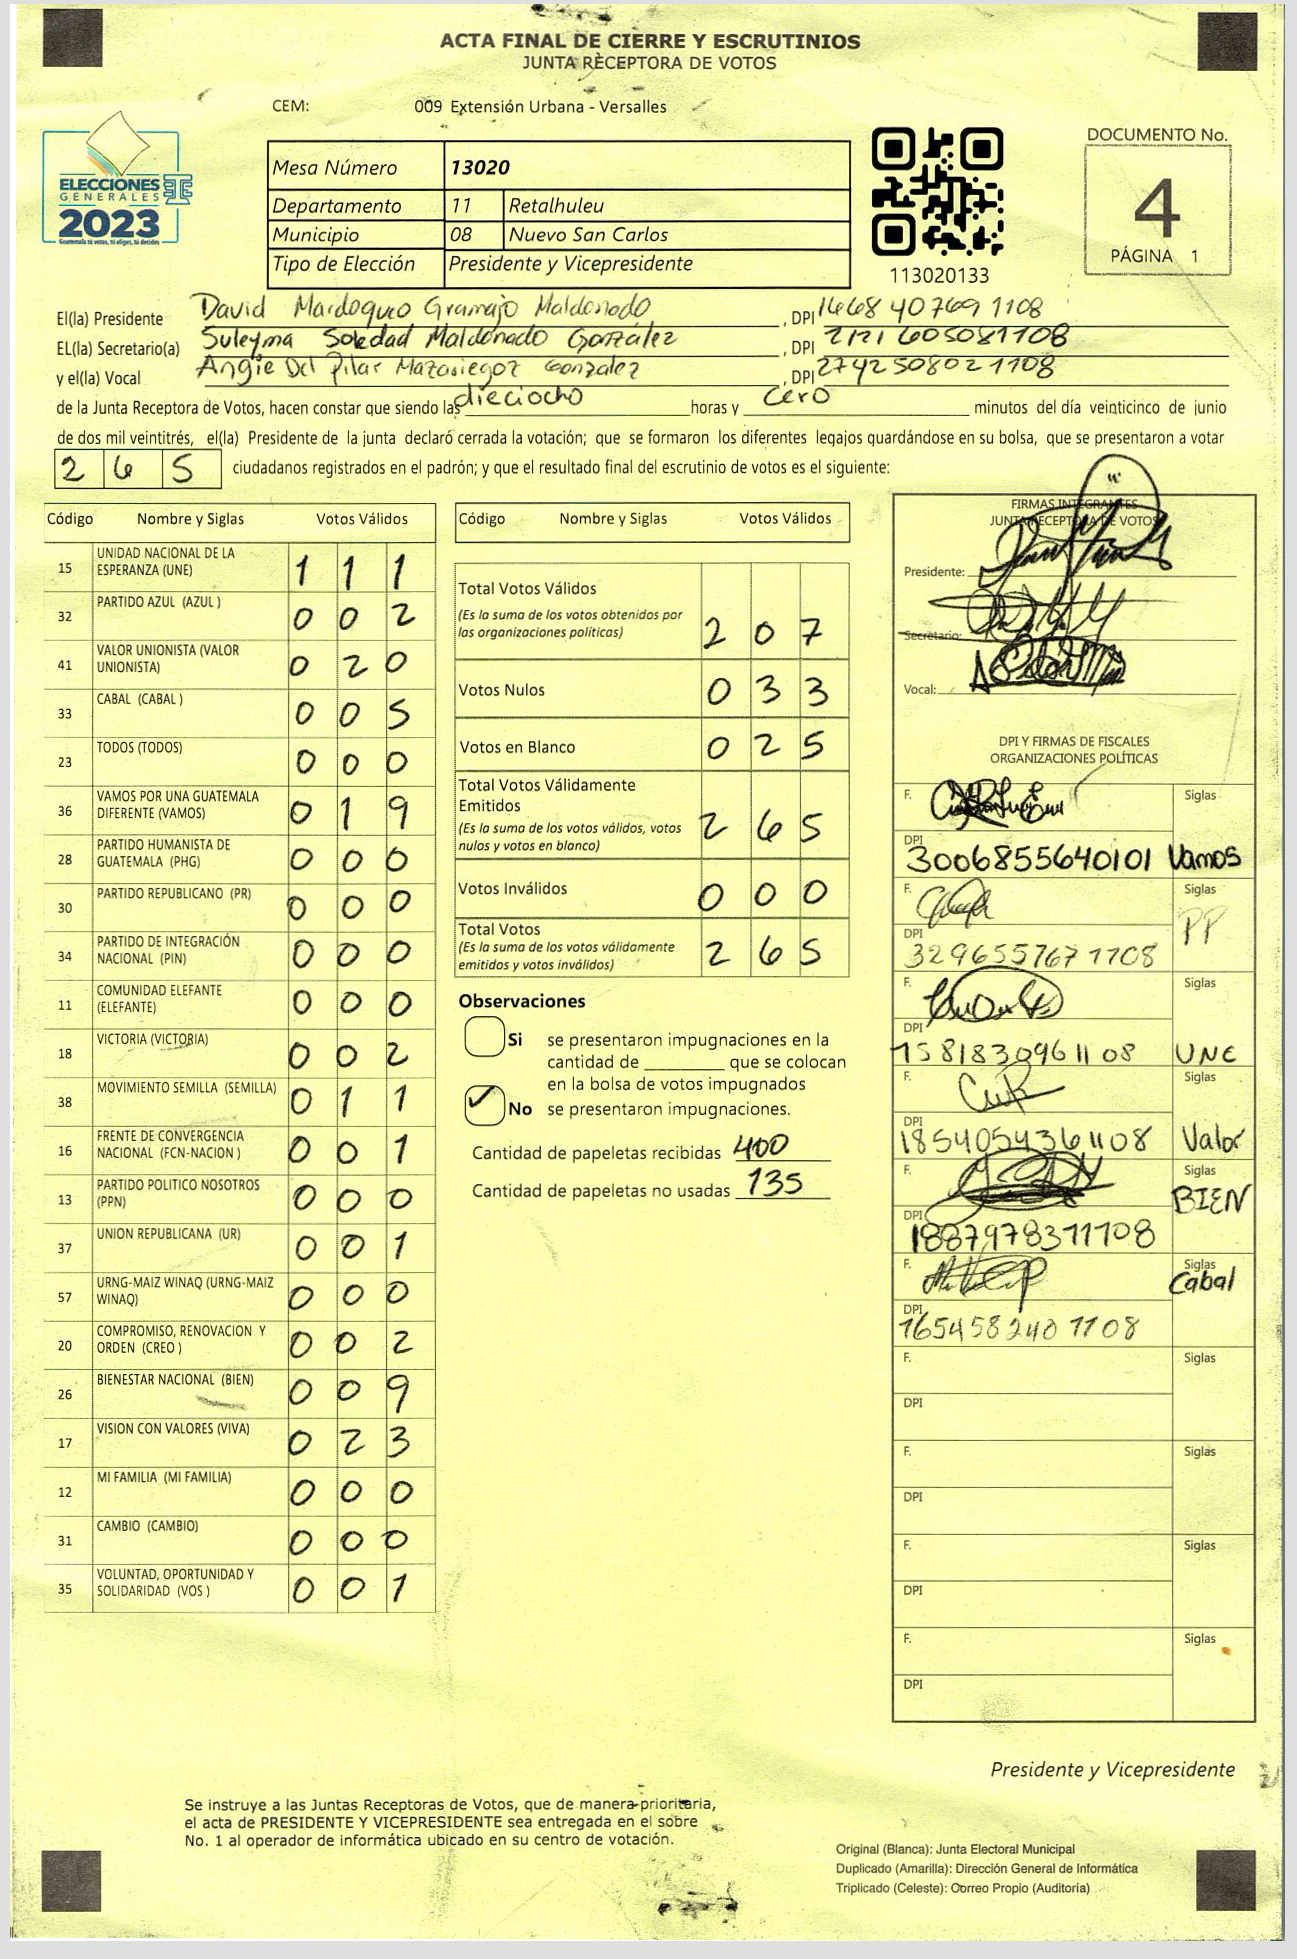 ACTA FINAL DE CIERRE Y ESCRUTINIOS
JUNTA RECEPTORA DE VOTOS
CEM: 009 Extensión Urbana - Versalles
ELECCIONES
GENERALES
2023
Guatemala tú votas, tú eliges, tú decides
Mesa Número 13020
Departamento 11 Retalhuleu
Municipio 08 Nuevo San Carlos
Tipo de Elección Presidente y Vicepresidente
113020133
DOCUMENTO No.
4
PÁGINA 1
El(la) Presidente David Mardoqueo Gramajo Maldonado, DPI 1468407691108
EL(la) Secretario(a) Suleyma Soledad Maldonado González, DPI 2121605081108
y el(la) Vocal Angie Del Pilar Mazariegos Gonzalez, DPI 2742508021108
de la Junta Receptora de Votos, hacen constar que siendo las dieciocho horas y cero minutos del día veinticinco de junio
de dos mil veintitrés, el(la) Presidente de la junta declaró cerrada la votación; que se formaron los diferentes legajos guardándose en su bolsa, que se presentaron a votar
265 ciudadanos registrados en el padrón; y que el resultado final del escrutinio de votos es el siguiente:
Código Nombre y Siglas Votos Válidos
15 UNIDAD NACIONAL DE LA ESPERANZA (UNE) 1 1 1
32 PARTIDO AZUL (AZUL ) 0 0 2
41 VALOR UNIONISTA (VALOR UNIONISTA) 0 2 0
33 CABAL (CABAL ) 0 0 5
23 TODOS (TODOS) 0 0 0
36 VAMOS POR UNA GUATEMALA DIFERENTE (VAMOS) 0 1 9
28 PARTIDO HUMANISTA DE GUATEMALA (PHG) 0 0 0
30 PARTIDO REPUBLICANO (PR) 0 0 0
34 PARTIDO DE INTEGRACIÓN NACIONAL (PIN) 0 0 0
11 COMUNIDAD ELEFANTE (ELEFANTE) 0 0 0
18 VICTORIA (VICTORIA) 0 0 2
38 MOVIMIENTO SEMILLA (SEMILLA) 0 1 1
16 FRENTE DE CONVERGENCIA NACIONAL (FCN-NACION ) 0 0 1
13 PARTIDO POLITICO NOSOTROS (PPN) 0 0 0
37 UNION REPUBLICANA (UR) 0 0 1
57 URNG-MAIZ WINAQ (URNG-MAIZ WINAQ) 0 0 0
20 COMPROMISO, RENOVACION Y ORDEN (CREO ) 0 0 2
26 BIENESTAR NACIONAL (BIEN) 0 0 9
17 VISION CON VALORES (VIVA) 0 2 3
12 MI FAMILIA (MI FAMILIA) 0 0 0
31 CAMBIO (CAMBIO) 0 0 0
35 VOLUNTAD, OPORTUNIDAD Y SOLIDARIDAD (VOS ) 0 0 1
Código Nombre y Siglas Votos Válidos
Total Votos Válidos
(Es la suma de los votos obtenidos por
las organizaciones políticas) 2 0 7
Votos Nulos 0 3 3
Votos en Blanco 0 2 5
Total Votos Válidamente
Emitidos
(Es la suma de los votos válidos, votos
nulos y votos en blanco) 2 6 5
Votos Inválidos 0 0 0
Total Votos
(Es la suma de los votos válidamente
emitidos y votos inválidos) 2 6 5
Observaciones
Si se presentaron impugnaciones en la
cantidad de ________ que se colocan
en la bolsa de votos impugnados
No se presentaron impugnaciones.
Cantidad de papeletas recibidas 400
Cantidad de papeletas no usadas 135
FIRMAS INTEGRANTES
JUNTA RECEPTORA DE VOTOS
Presidente:
Secretario:
Vocal:
DPI Y FIRMAS DE FISCALES
ORGANIZACIONES POLÍTICAS
F. Siglas
DPI 3006855640101 Vamos
F. Siglas
DPI 3296557671108 PP
F. Siglas
DPI 1581830961108 UNE
F. Siglas
DPI 1854054361108 Valor
F. Siglas
DPI 1887978371108 BIEN
F. Siglas
DPI 1654582401108 Cabal
F. Siglas
DPI
F. Siglas
DPI
F. Siglas
DPI
F. Siglas
DPI
Presidente y Vicepresidente
Se instruye a las Juntas Receptoras de Votos, que de manera prioritaria,
el acta de PRESIDENTE Y VICEPRESIDENTE sea entregada en el sobre
No. 1 al operador de informática ubicado en su centro de votación.
Original (Blanca): Junta Electoral Municipal
Duplicado (Amarilla): Dirección General de Informática
Triplicado (Celeste): Correo Propio (Auditoría)